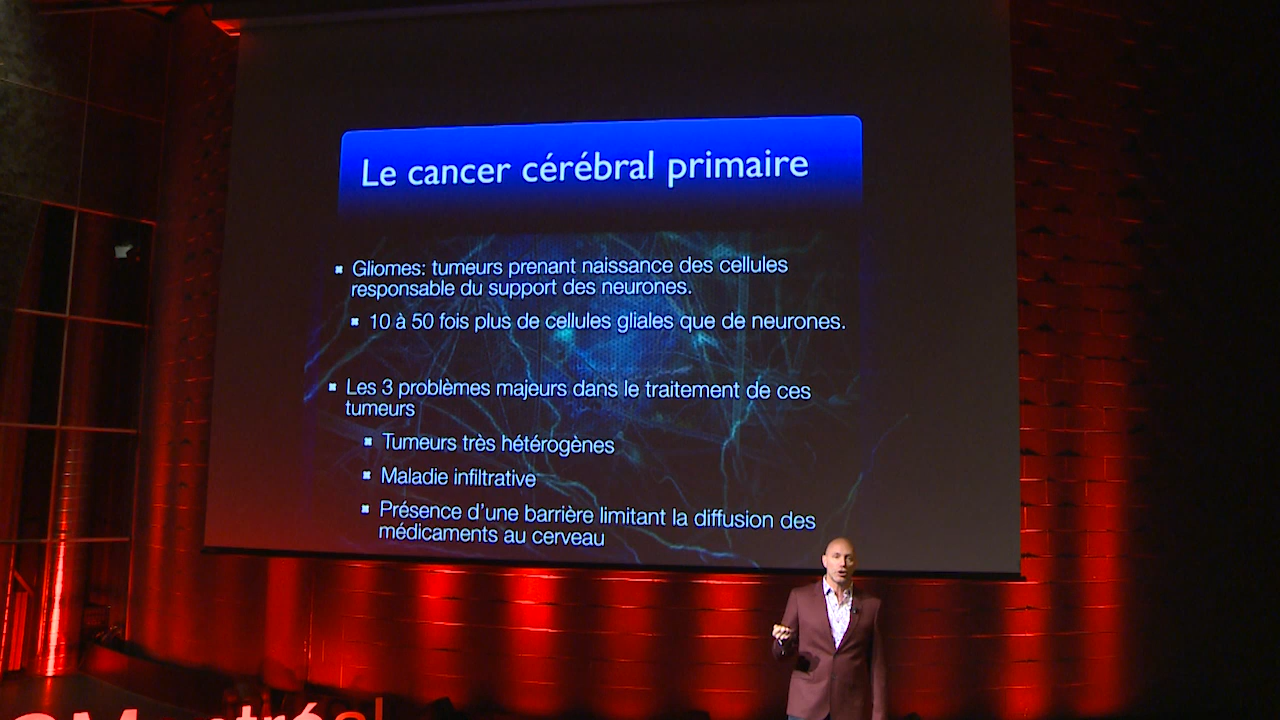 Le cancer cérébral primaire
Gliomes: tumeurs prenant naissance des cellules
responsable du support des neurones.
10 à 50 fois plus de cellules gliales que de neurones.
Les 3 problèmes majeurs dans le traitement de ces
tumeurs
Tumeurs très hétérogènes
Maladie infiltrative
Présence d'une barrière limitant la diffusion des
médicaments au cerveau